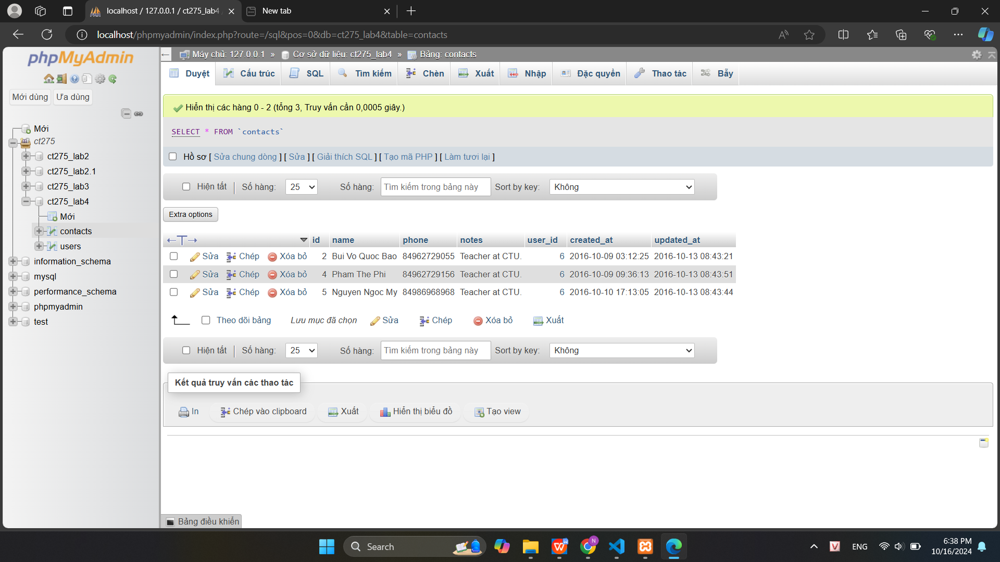 localhost / 127.0.0.1 / ct275_lab4
New tab
localhost/phpmyadmin/index.php?route=/sql&pos=0&db=ct275_lab4&table=contacts
phpMyAdmin
Mới dùng Ưa dùng
Mới
ct275
ct275_lab2
ct275_lab2.1
ct275_lab3
ct275_lab4
Mới
contacts
users
information_schema
mysql
performance_schema
phpmyadmin
test
Máy chủ: 127.0.0.1 » Cơ sở dữ liệu: ct275_lab4 » Bảng: contacts
Duyệt Cấu trúc SQL Tìm kiếm Chèn Xuất Nhập Đặc quyền Thao tác Bẫy
Hiển thị các hàng 0 - 2 (tổng 3, Truy vấn cần 0,0005 giây.)
SELECT * FROM `contacts`
Hồ sơ [ Sửa chung dòng ] [ Sửa ] [ Giải thích SQL ] [ Tạo mã PHP ] [ Làm tươi lại ]
Hiện tất | Số hàng: 25 Số hàng: Tìm kiếm trong bảng này Sort by key: Không
Extra options
←T→ id name phone notes user_id created_at updated_at
Sửa Chép Xóa bỏ 2 Bui Vo Quoc Bao 84962729055 Teacher at CTU. 6 2016-10-09 03:12:25 2016-10-13 08:43:21
Sửa Chép Xóa bỏ 4 Pham The Phi 84962729156 Teacher at CTU. 6 2016-10-09 09:36:13 2016-10-13 08:43:51
Sửa Chép Xóa bỏ 5 Nguyen Ngoc My 84986968968 Teacher at CTU. 6 2016-10-10 17:13:05 2016-10-13 08:43:44
Theo dõi bảng Lưu mục đã chọn Sửa Chép Xóa bỏ Xuất
Hiện tất | Số hàng: 25 Số hàng: Tìm kiếm trong bảng này Sort by key: Không
Kết quả truy vấn các thao tác
In Chép vào clipboard Xuất Hiển thị biểu đồ Tạo view
Bảng điều khiển
Search
ENG
6:38 PM
10/16/2024